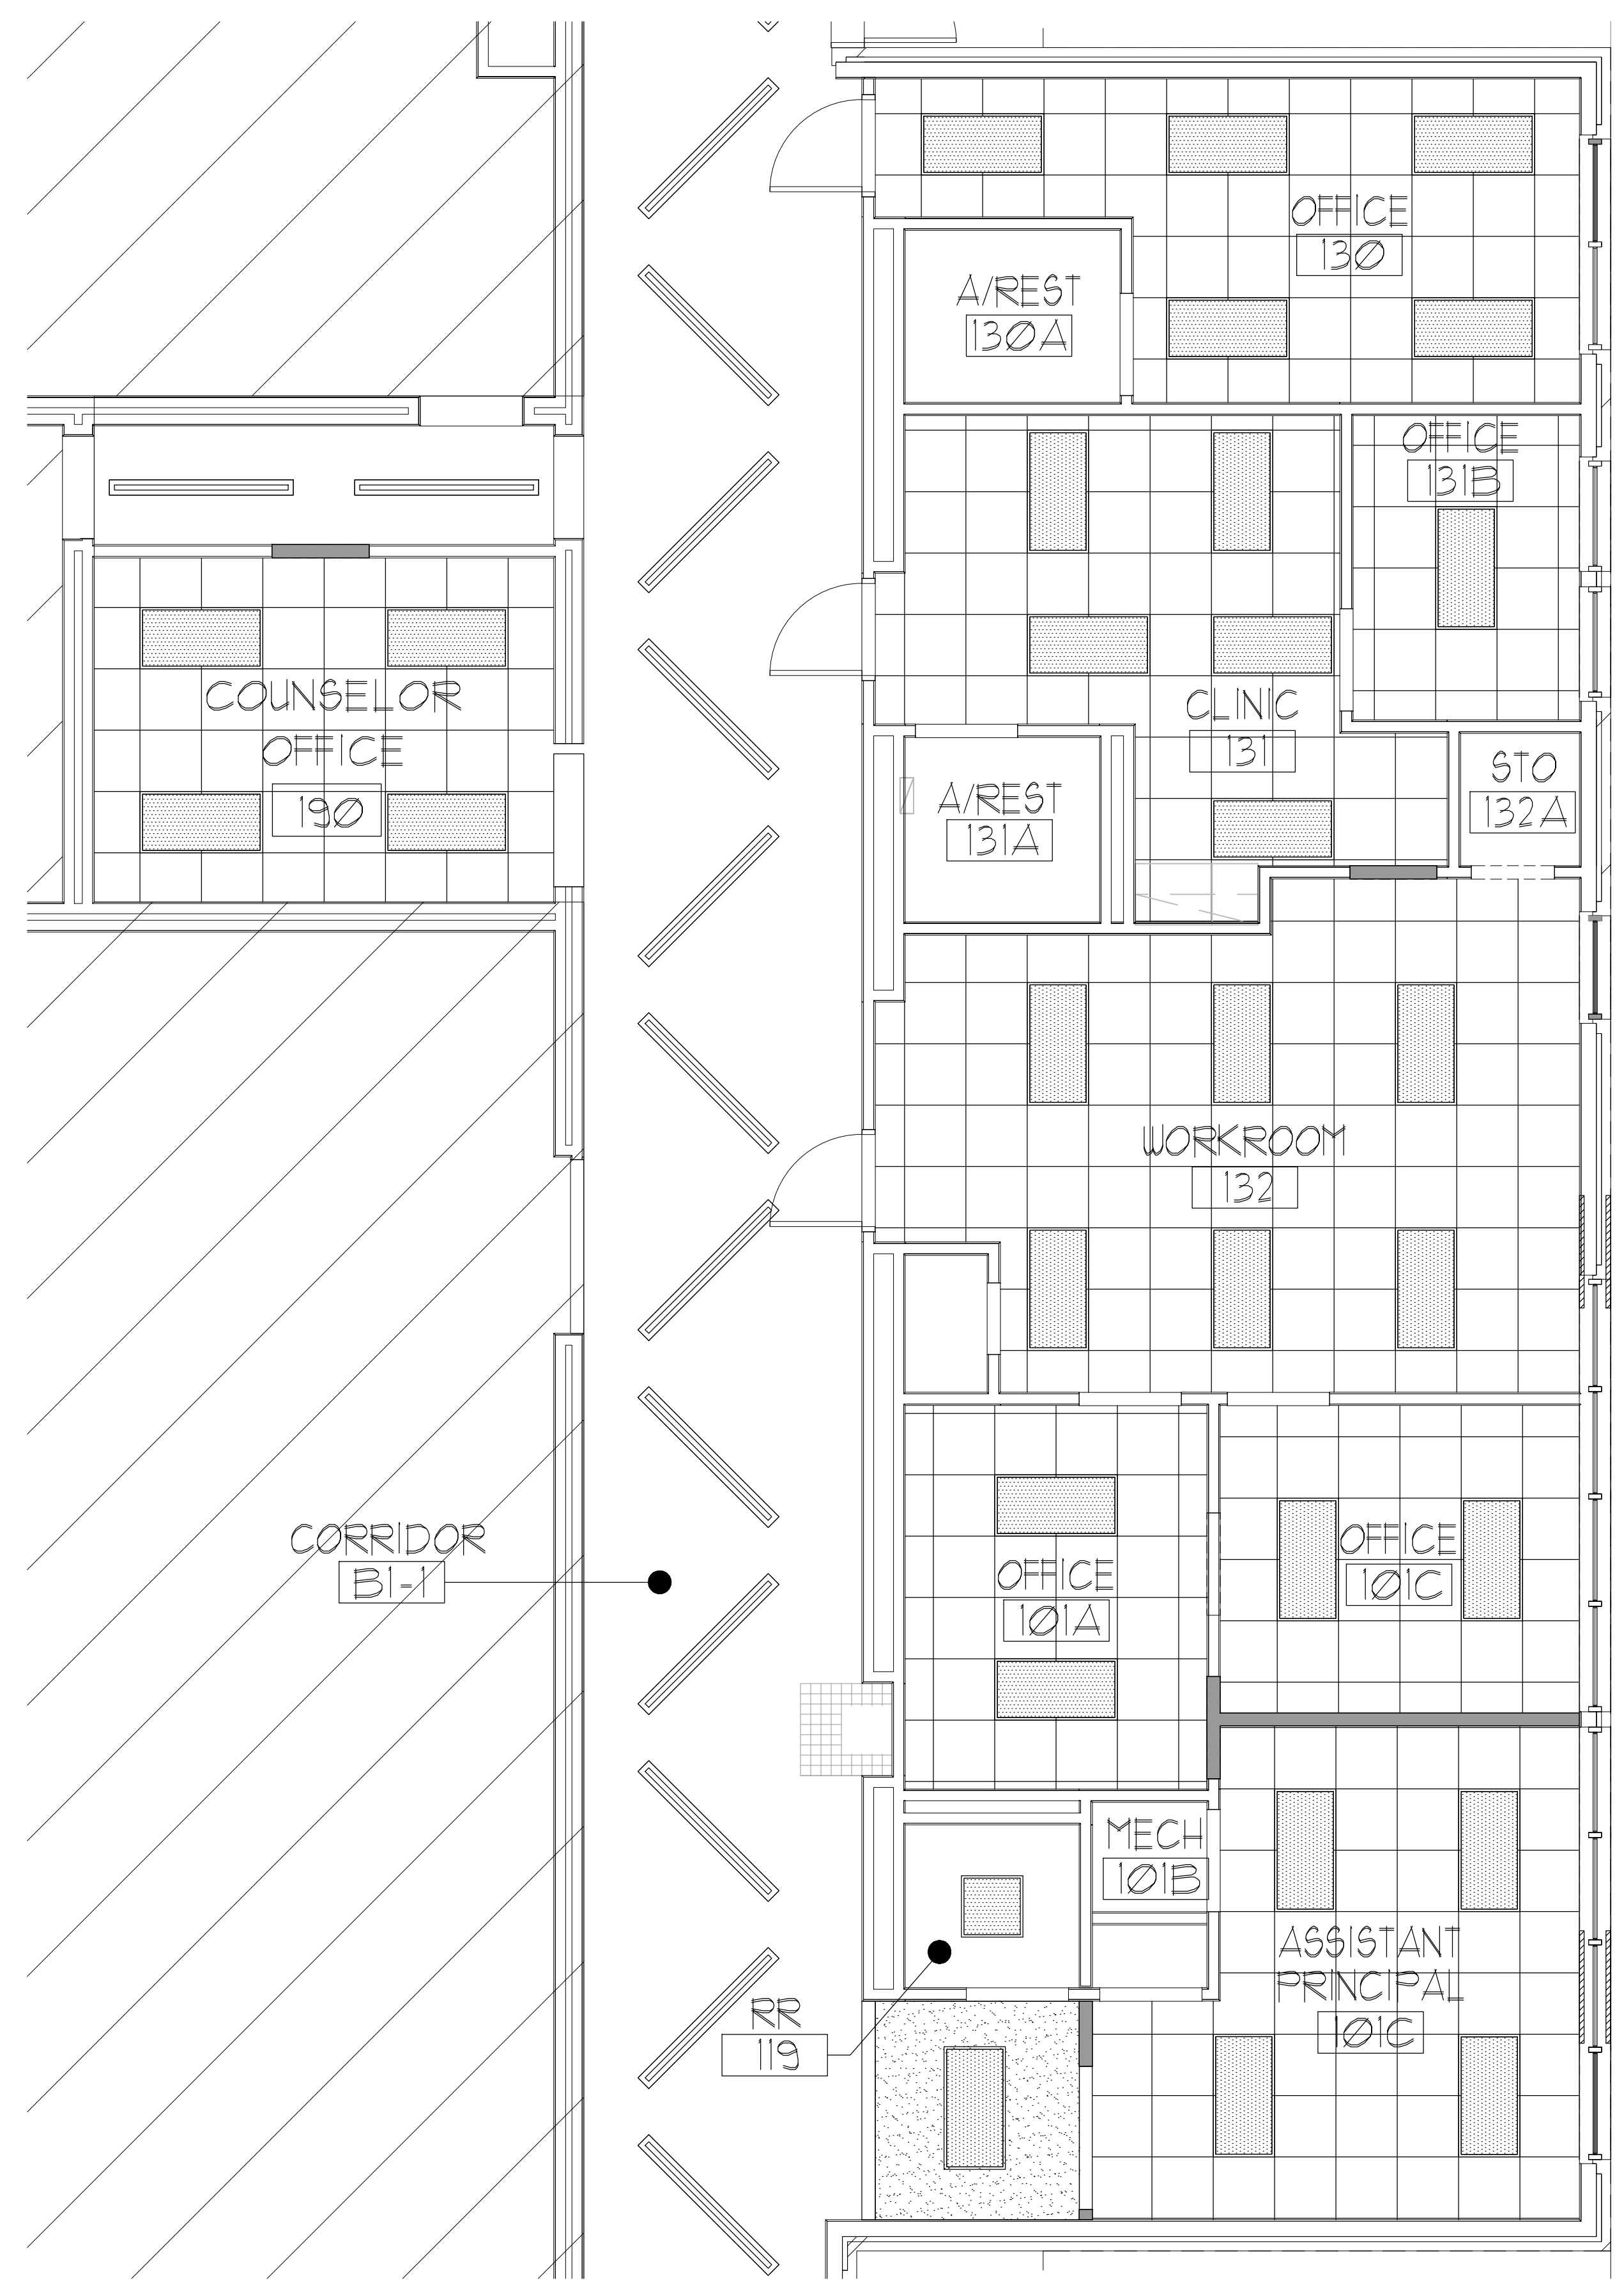 OFFICE
130
A/REST
130A
OFFICE
131B
COUNSELOR
OFFICE
190
CLINIC
131
STO
132A
A/REST
131A
WORKROOM
132
CORRIDOR
B1-1
OFFICE
101A
OFFICE
101C
MECH
101B
ASSISTANT
PRINCIPAL
101C
RR
119